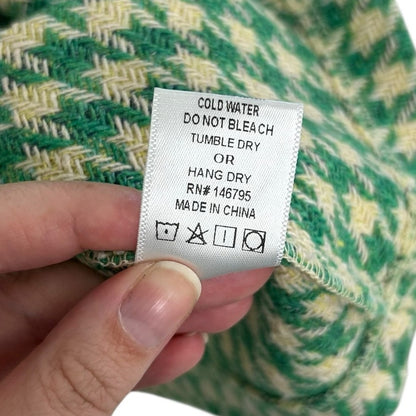 COLD WATER
DO NOT BLEACH
TUMBLE DRY
OR
HANG DRY
RN# 146795
MADE IN CHINA